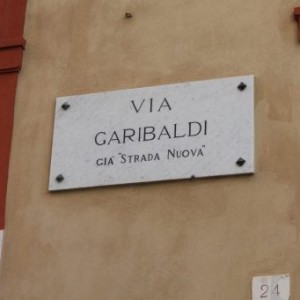 VIA
GARIBALDI
GIÀ "STRADA NUOVA"
24